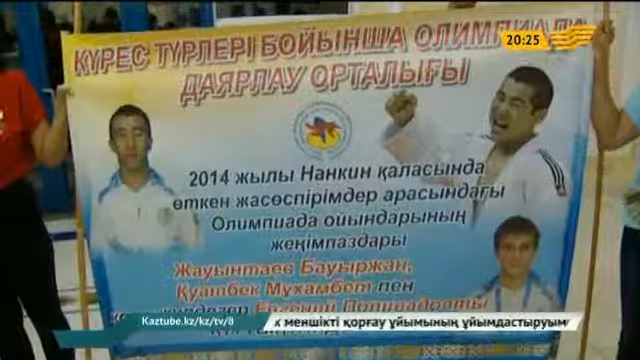 20:25
КҮРЕС ТҮРЛЕРІ БОЙЫНША
ДАЯРЛАУ ОРТАЛЫҒЫ
2014 жылы Нанкин қаласында
өткен жасөспірімдер арасындағы
Олимпиада ойындарының
жеңімпаздары
Жауынтаев Бауыржан,
Қуатбек Мұхамбет пен
Евгений
Kaztube.kz/kz/tv/8
к меншікті қорғау ұйымының ұйымдастыруым